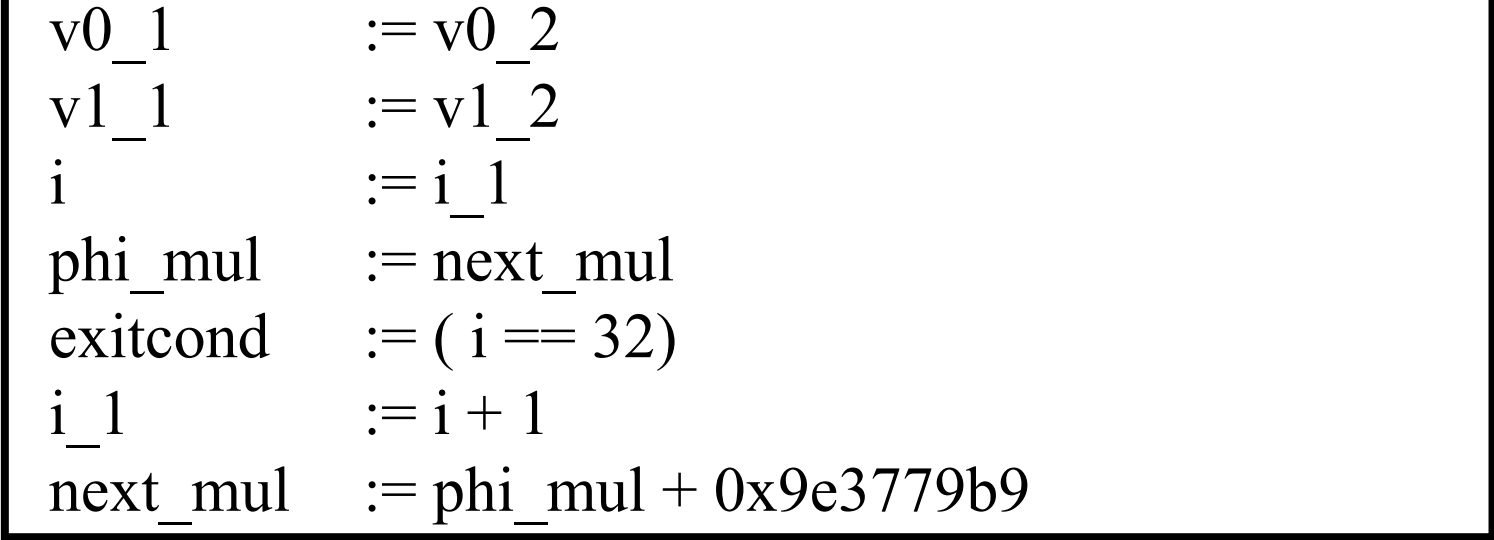 v0_1 := v0_2
v1_1 := v1_2
i := i_1
phi_mul := next_mul
exitcond := ( i == 32)
i_1 := i + 1
next_mul := phi_mul + 0x9e3779b9